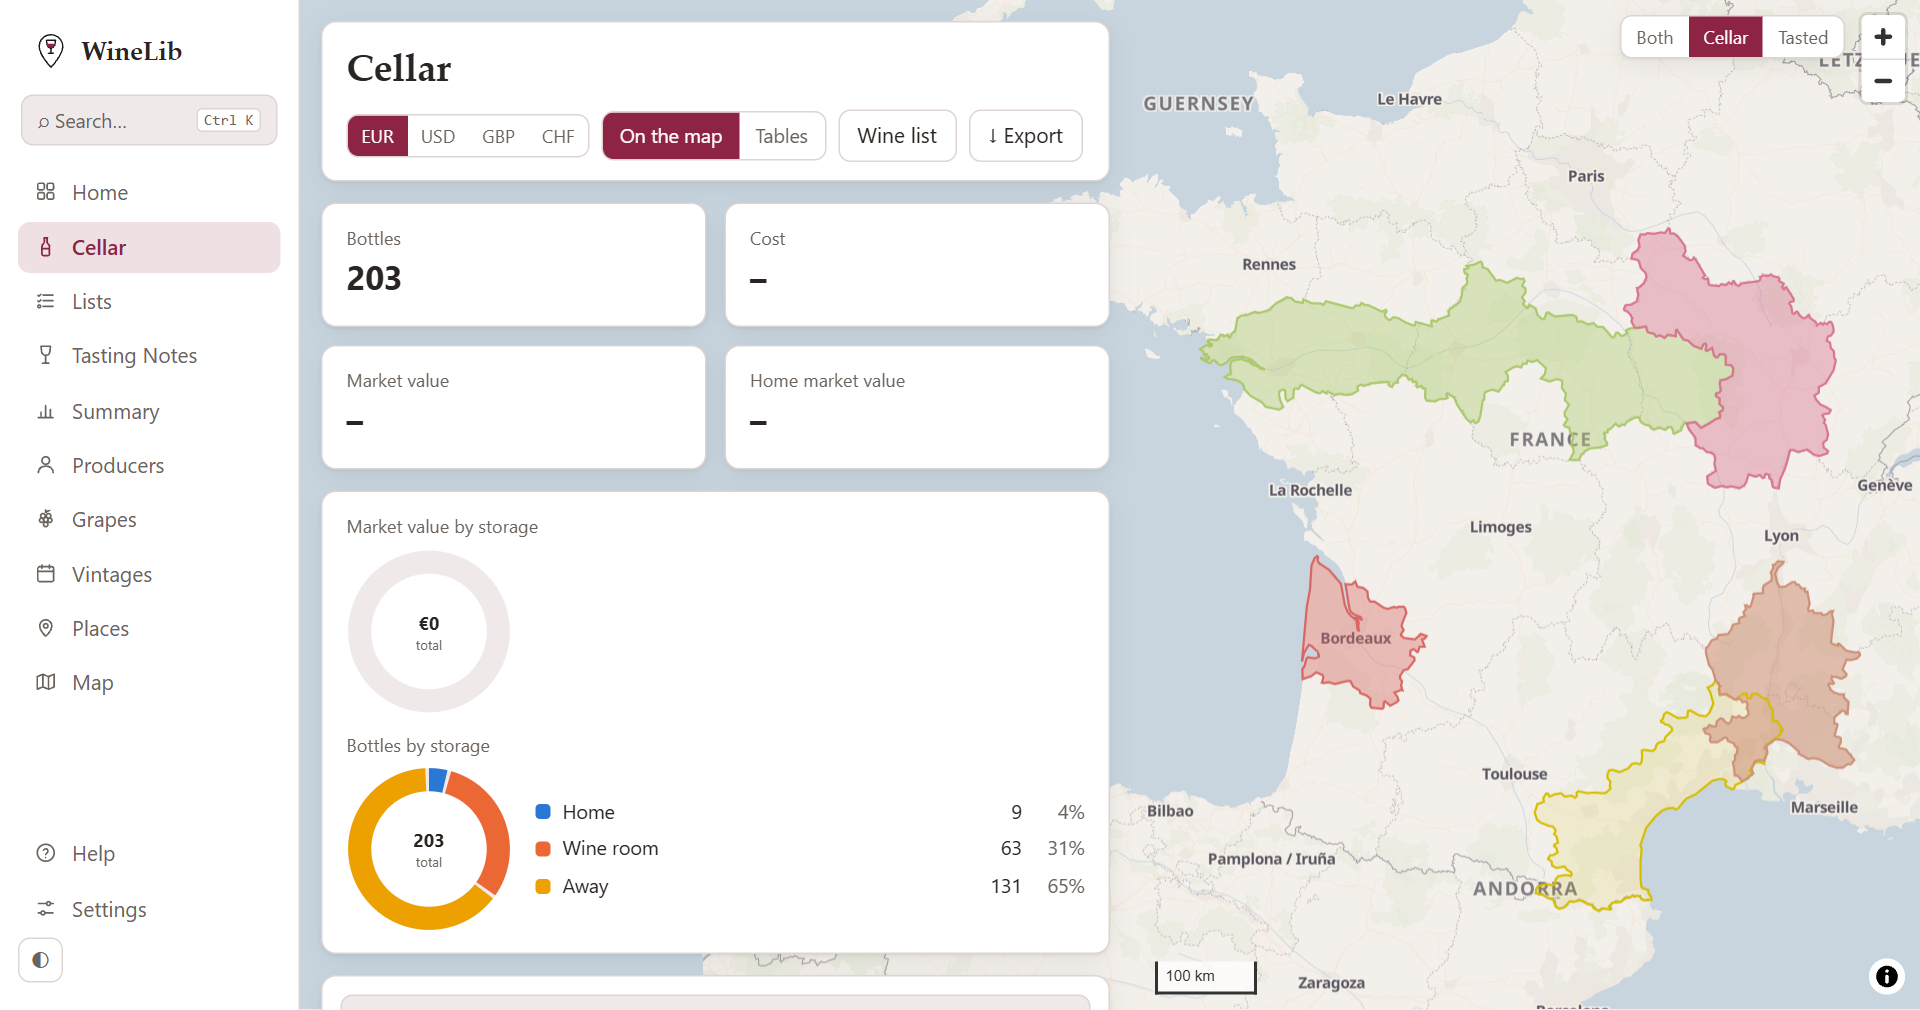 WineLib
Search... Ctrl K
Home
Cellar
Lists
Tasting Notes
Summary
Producers
Grapes
Vintages
Places
Map
Help
Settings
Cellar
EUR USD GBP CHF
On the map Tables
Wine list
↓ Export
Bottles
203
Cost
–
Market value
–
Home market value
–
Market value by storage
€0
total
Bottles by storage
203
total
Home 9 4%
Wine room 63 31%
Away 131 65%
Both Cellar Tasted
+
−
GUERNSEY
Le Havre
Paris
Rennes
FRANCE
La Rochelle
Genève
Limoges
Lyon
Bordeaux
Toulouse
Marseille
Bilbao
Pamplona / Iruña
ANDORRA
Zaragoza
100 km